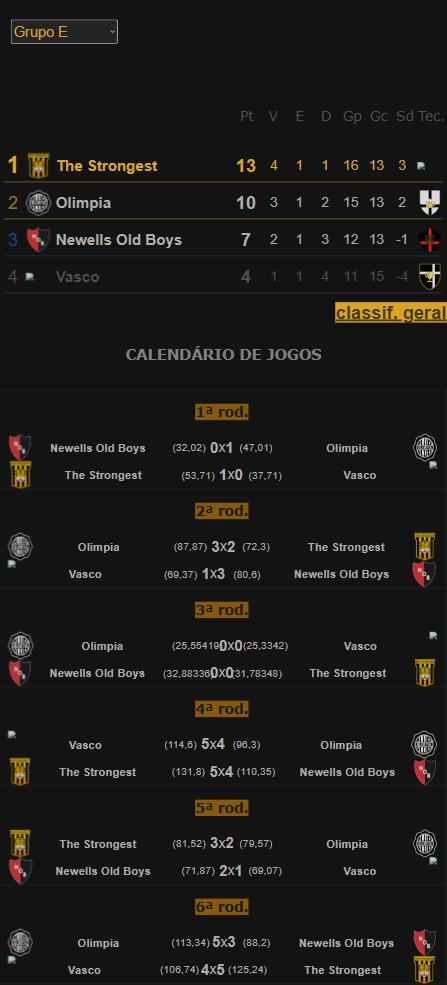 Grupo E
Pt V E D Gp Gc Sd Tec.
1 The Strongest 13 4 1 1 16 13 3
2 Olimpia 10 3 1 2 15 13 2
3 Newells Old Boys 7 2 1 3 12 13 -1
4 Vasco 4 1 1 4 11 15 -4
classif. geral
CALENDÁRIO DE JOGOS
1ª rod.
Newells Old Boys (32,02) 0X1 (47,01) Olimpia
The Strongest (53,71) 1X0 (37,71) Vasco
2ª rod.
Olimpia (87,87) 3X2 (72,3) The Strongest
Vasco (69,37) 1X3 (80,6) Newells Old Boys
3ª rod.
Olimpia (25,55419 0X0 (25,3342) Vasco
Newells Old Boys (32,88336 0X0 (31,78348) The Strongest
4ª rod.
Vasco (114,6) 5X4 (96,3) Olimpia
The Strongest (131,8) 5X4 (110,35) Newells Old Boys
5ª rod.
The Strongest (81,52) 3X2 (79,57) Olimpia
Newells Old Boys (71,87) 2X1 (69,07) Vasco
6ª rod.
Olimpia (113,34) 5X3 (88,2) Newells Old Boys
Vasco (106,74) 4X5 (125,24) The Strongest